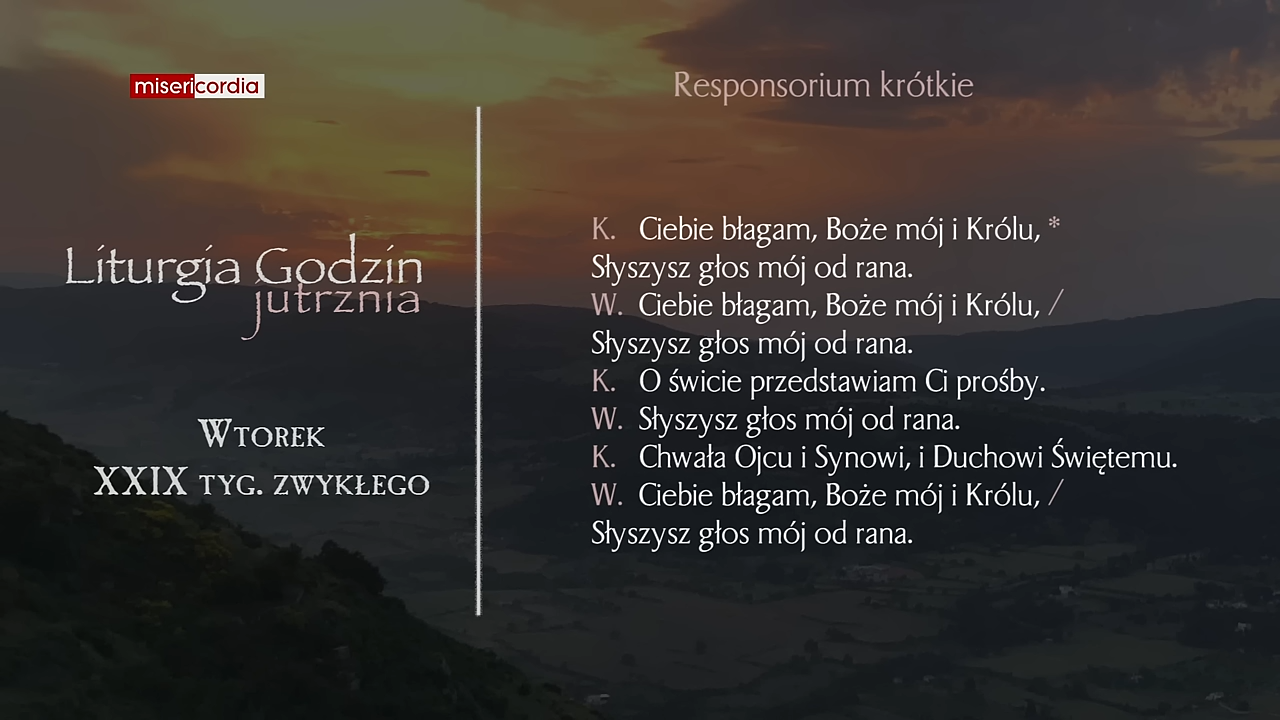 misericordia
Liturgia Godzin
jutrznia
Wtorek
XXIX tyg. zwykłego
Responsorium krótkie
K. Ciebie błagam, Boże mój i Królu, *
Słyszysz głos mój od rana.
W. Ciebie błagam, Boże mój i Królu, /
Słyszysz głos mój od rana.
K. O świcie przedstawiam Ci prośby.
W. Słyszysz głos mój od rana.
K. Chwała Ojcu i Synowi, i Duchowi Świętemu.
W. Ciebie błagam, Boże mój i Królu, /
Słyszysz głos mój od rana.